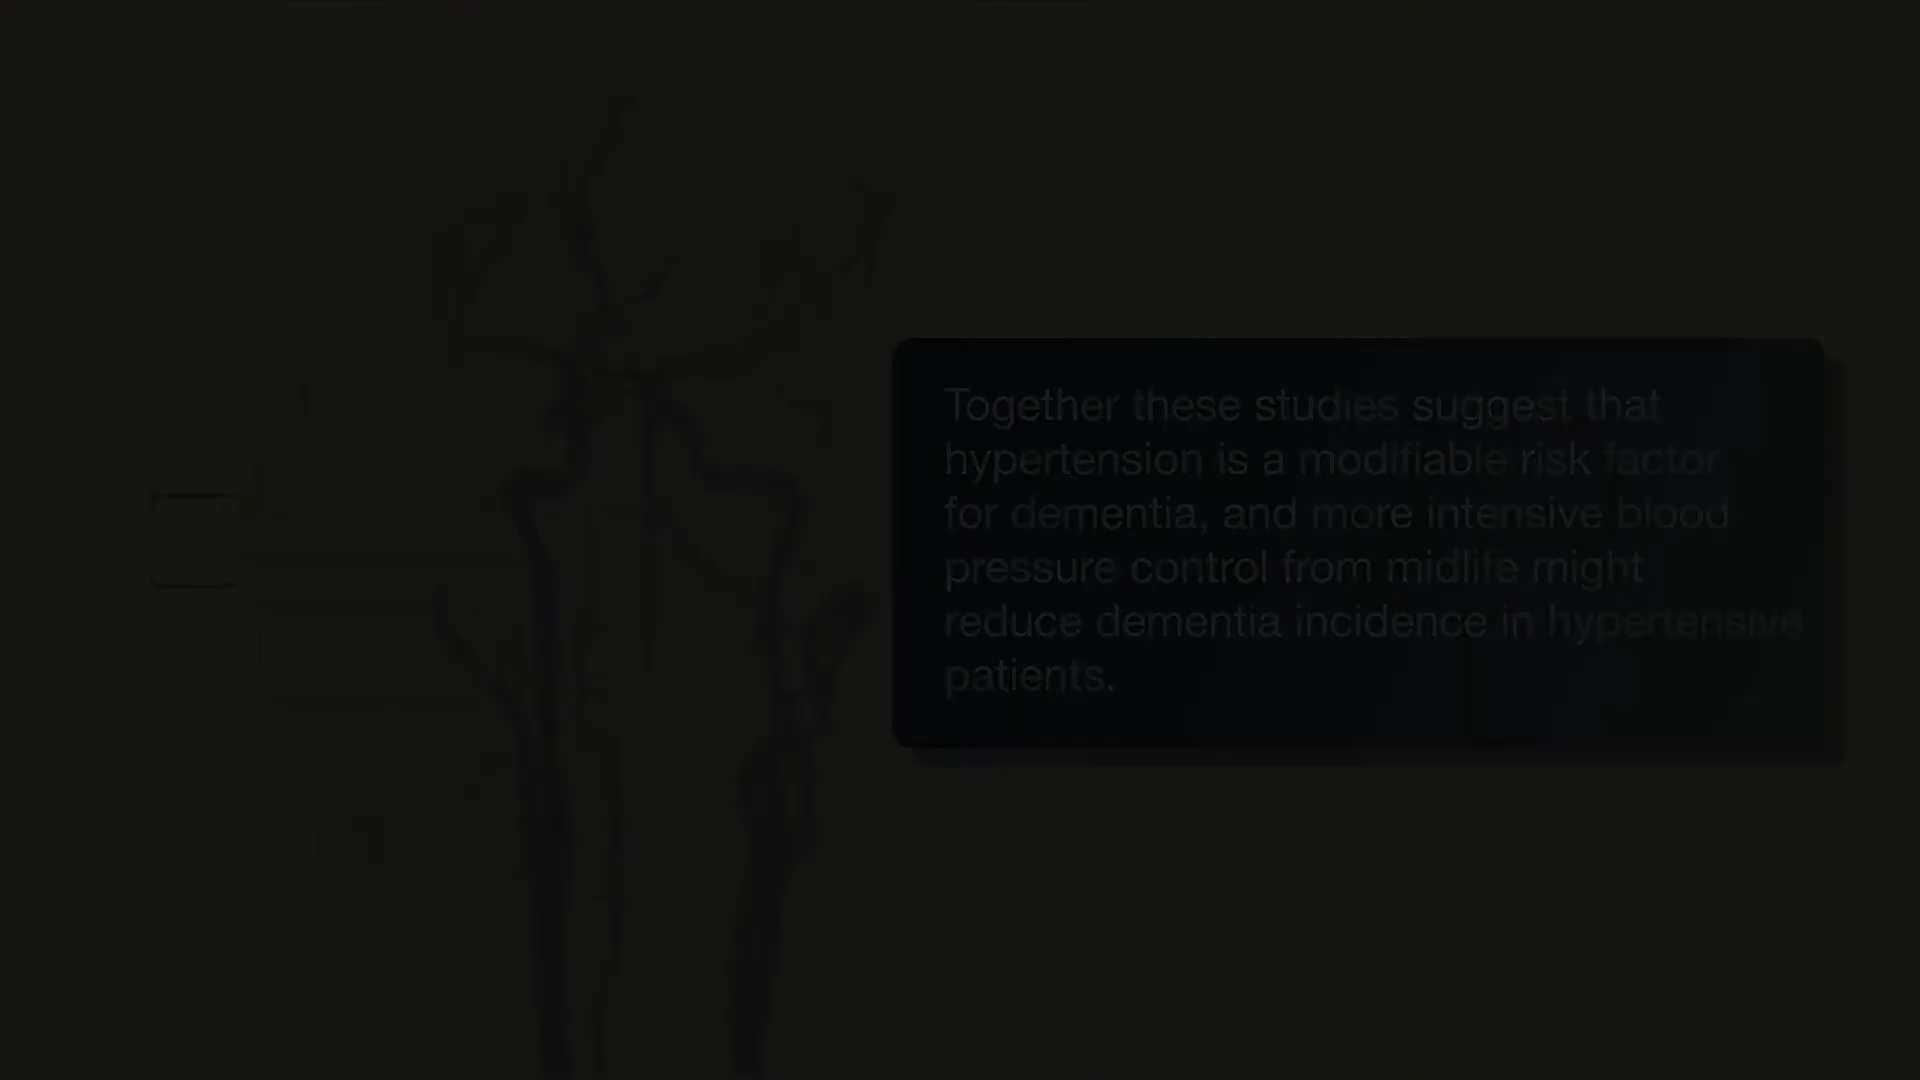 Together these studies suggest that
hypertension is a modifiable risk factor
for dementia, and more intensive blood
pressure control from midlife might
reduce dementia incidence in hypertensive
patients.